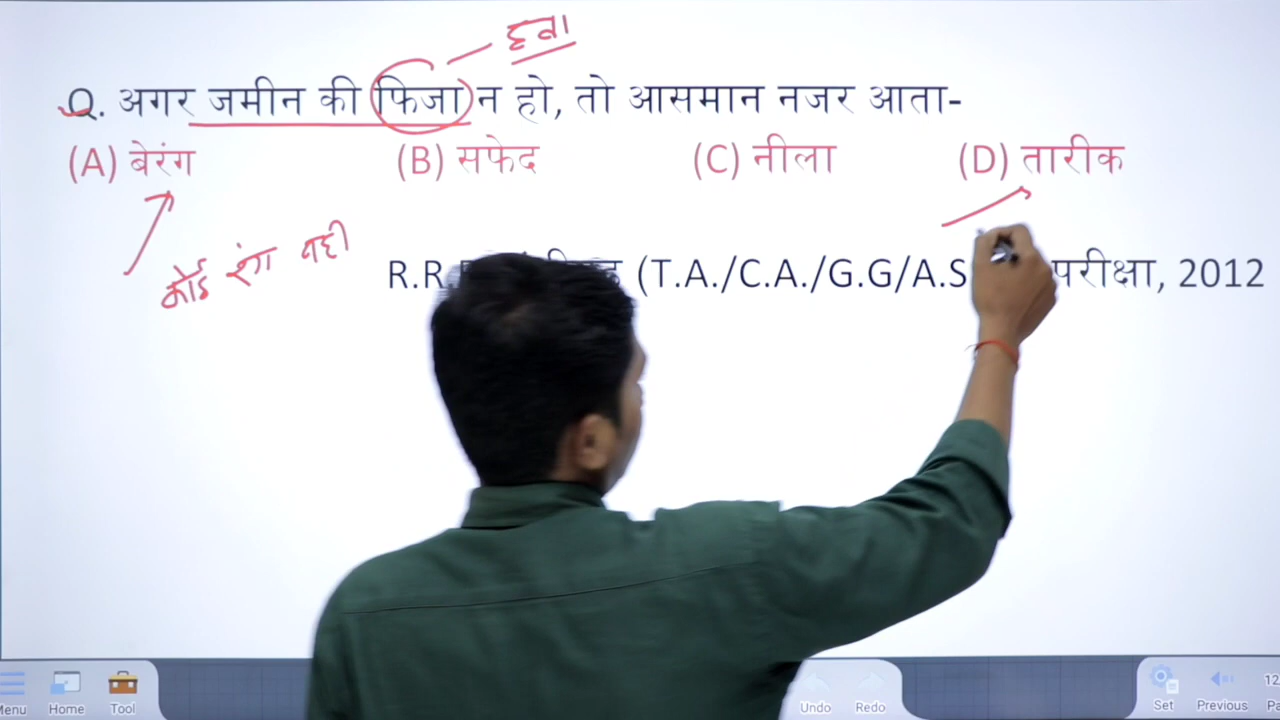 हवा
Q. अगर जमीन की फिजा न हो, तो आसमान नजर आता-
(A) बेरंग (B) सफेद (C) नीला (D) तारीक
कोई रंग नही
R.R. (T.A./C.A./G.G/A.S परीक्षा, 2012
Menu Home Tool Undo Redo Set Previous